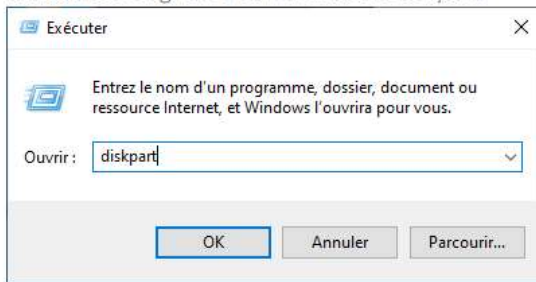 Exécuter
Entrez le nom d'un programme, dossier, document ou
ressource Internet, et Windows l'ouvrira pour vous.
Ouvrir : diskpart
OK Annuler Parcourir...